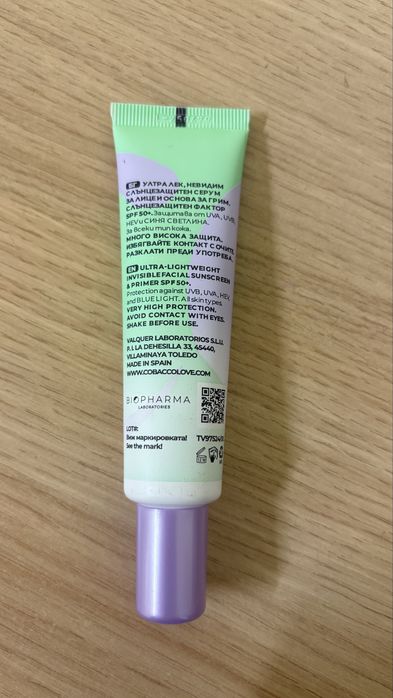 БГ УЛТРА ЛЕК, НЕВИДИМ
СЛЪНЦЕЗАЩИТЕН СЕРУМ
ЗА ЛИЦЕ И ОСНОВА ЗА ГРИМ.
СЛЪНЦЕЗАЩИТЕН ФАКТОР
SPF 50+. Защитава от UVA, UVB,
HEV и СИНЯ СВЕТЛИНА.
За всеки тип кожа.
МНОГО ВИСОКА ЗАЩИТА.
ИЗБЯГВАЙТЕ КОНТАКТ С ОЧИТЕ.
РАЗКЛАТИ ПРЕДИ УПОТРЕБА.
EN ULTRA-LIGHTWEIGHT
INVISIBLE FACIAL SUNSCREEN
& PRIMER SPF 50+.
Protection against UVB, UVA, HEV,
and BLUE LIGHT. All skin types.
VERY HIGH PROTECTION.
AVOID CONTACT WITH EYES.
SHAKE BEFORE USE.
VALQUER LABORATORIOS S.L.U.
P. I. LA DEHESILLA 33, 45440,
VILLAMINAYA TOLEDO
MADE IN SPAIN
WWW.COBACCOLOVE.COM
BIOPHARMA
LABORATORIES
LOT#:
Виж маркировката!
See the mark!